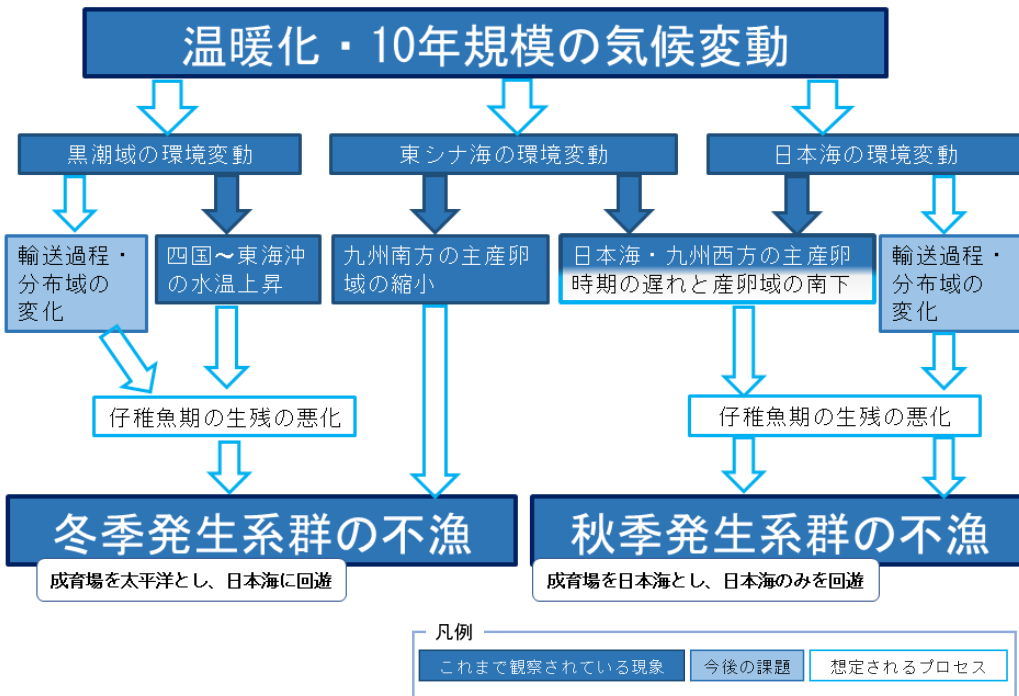 温暖化・10年規模の気候変動
黒潮域の環境変動
東シナ海の環境変動
日本海の環境変動
輸送過程・
分布域の
変化
四国～東海沖
の水温上昇
九州南方の主産卵
域の縮小
日本海・九州西方の主産卵
時期の遅れと産卵域の南下
輸送過程・
分布域の
変化
仔稚魚期の生残の悪化
仔稚魚期の生残の悪化
冬季発生系群の不漁
成育場を太平洋とし、日本海に回遊
秋季発生系群の不漁
成育場を日本海とし、日本海のみを回遊
凡例
これまで観察されている現象
今後の課題
想定されるプロセス